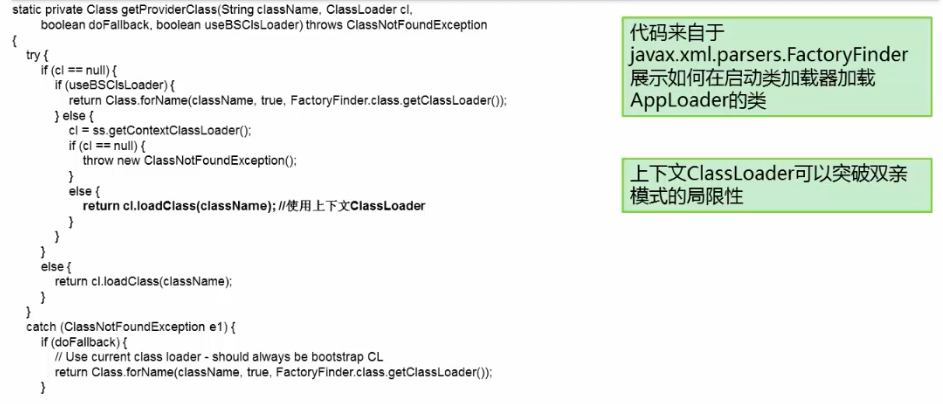 static private Class getProviderClass(String className, ClassLoader cl,
boolean doFallback, boolean useBSClsLoader) throws ClassNotFoundException
{
try {
if (cl == null) {
if (useBSClsLoader) {
return Class.forName(className, true, FactoryFinder.class.getClassLoader());
} else {
cl = ss.getContextClassLoader();
if (cl == null) {
throw new ClassNotFoundException();
}
else {
return cl.loadClass(className); //使用上下文ClassLoader
}
}
}
else {
return cl.loadClass(className);
}
}
catch (ClassNotFoundException e1) {
if (doFallback) {
// Use current class loader - should always be bootstrap CL
return Class.forName(className, true, FactoryFinder.class.getClassLoader());
}
代码来自于
javax.xml.parsers.FactoryFinder
展示如何在启动类加载器加载
AppLoader的类
上下文ClassLoader可以突破双亲
模式的局限性